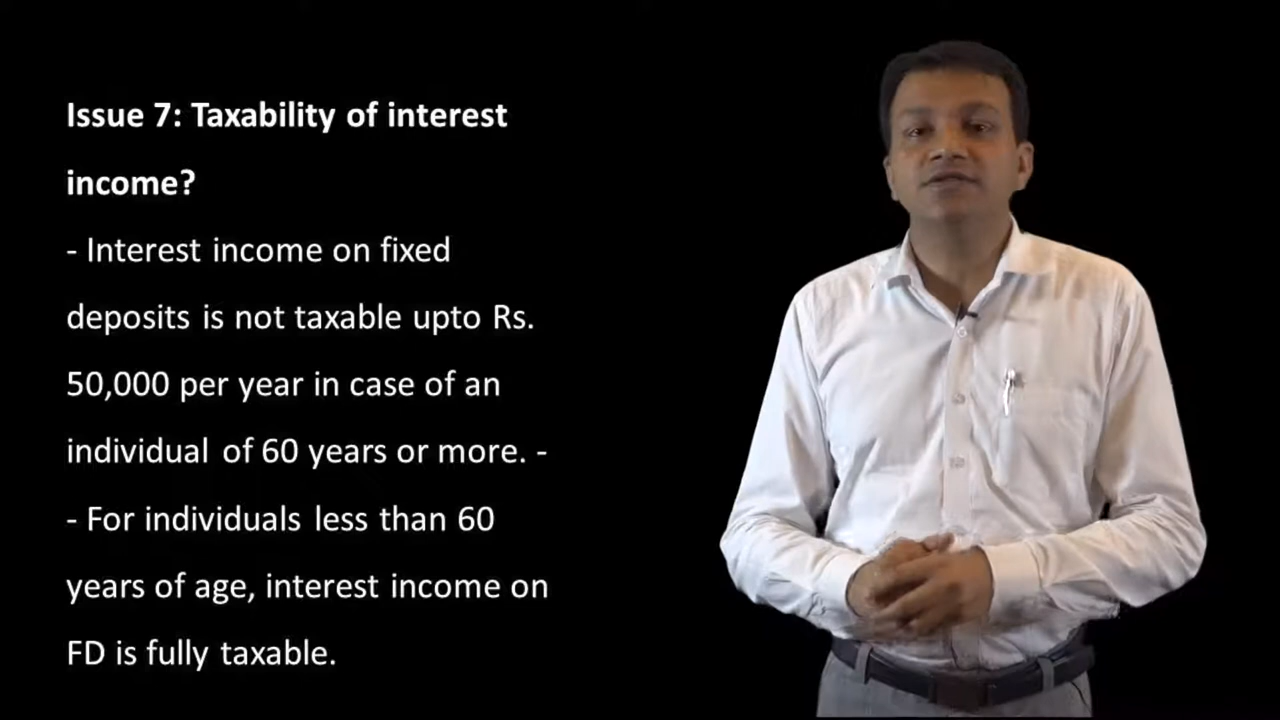 Issue 7: Taxability of interest
income?
- Interest income on fixed
deposits is not taxable upto Rs.
50,000 per year in case of an
individual of 60 years or more. -
- For individuals less than 60
years of age, interest income on
FD is fully taxable.